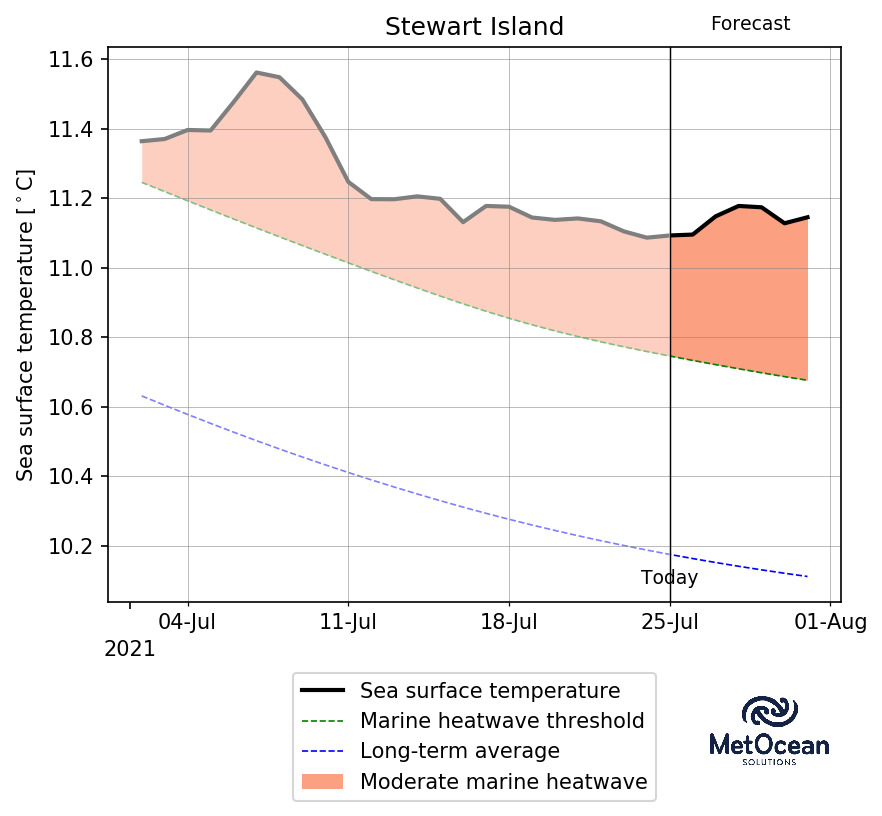 Stewart Island
Forecast
11.6
11.4
11.2
11.0
10.8
10.6
10.4
10.2
Sea surface temperature [°C]
Today
04-Jul
11-Jul
18-Jul
25-Jul
01-Aug
2021
Sea surface temperature
Marine heatwave threshold
Long-term average
Moderate marine heatwave
MetOcean
SOLUTIONS